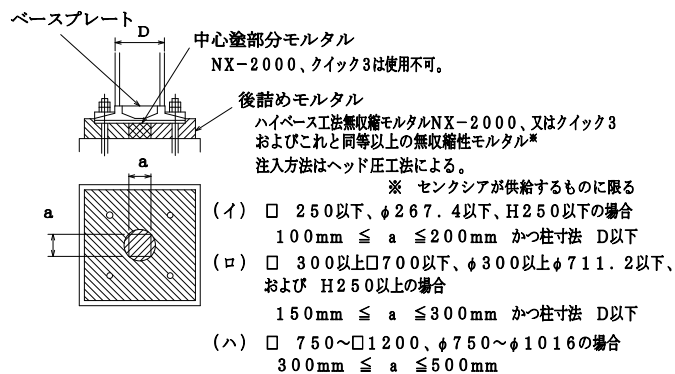 ベースプレート
D
中心塗部分モルタル
NX−2000、クイック3は使用不可。
後詰めモルタル
ハイベース工法無収縮モルタルNX−2000、又はクイック3
およびこれと同等以上の無収縮性モルタル※
注入方法はヘッド圧工法による。
※ センクシアが供給するものに限る
a
a
(イ) □ 250以下、φ267.4以下、H250以下の場合
100mm ≦ a ≦200mm かつ柱寸法 D以下
(ロ) □ 300以上□700以下、φ300以上φ711.2以下、
および H250以上の場合
150mm ≦ a ≦300mm かつ柱寸法 D以下
(ハ) □ 750〜□1200、φ750〜φ1016の場合
300mm ≦ a ≦500mm